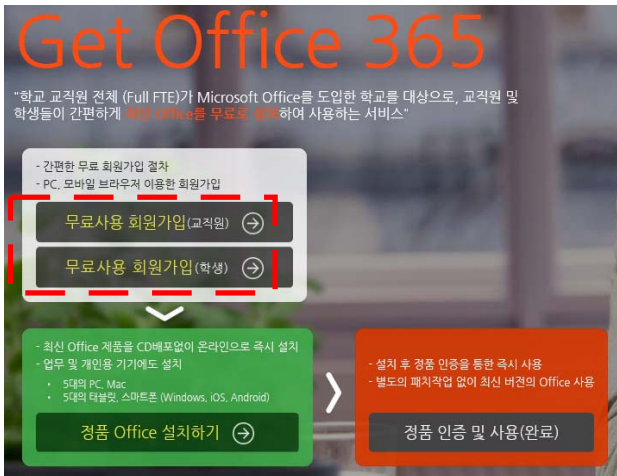 Get Office 365
"학교 교직원 전체 (Full FTE)가 Microsoft Office를 도입한 학교를 대상으로, 교직원 및
학생들이 간편하게 최신 Office를 무료로 설치하여 사용하는 서비스"
- 간편한 무료 회원가입 절차
- PC, 모바일 브라우저 이용한 회원가입
무료사용 회원가입(교직원)
무료사용 회원가입(학생)
- 최신 Office 제품을 CD배포없이 온라인으로 즉시 설치
- 업무 및 개인용 기기에도 설치
• 5대의 PC, Mac
• 5대의 태블릿, 스마트폰 (Windows, iOS, Android)
정품 Office 설치하기
- 설치 후 정품 인증을 통한 즉시 사용
- 별도의 패치작업 없이 최신 버전의 Office 사용
정품 인증 및 사용(완료)